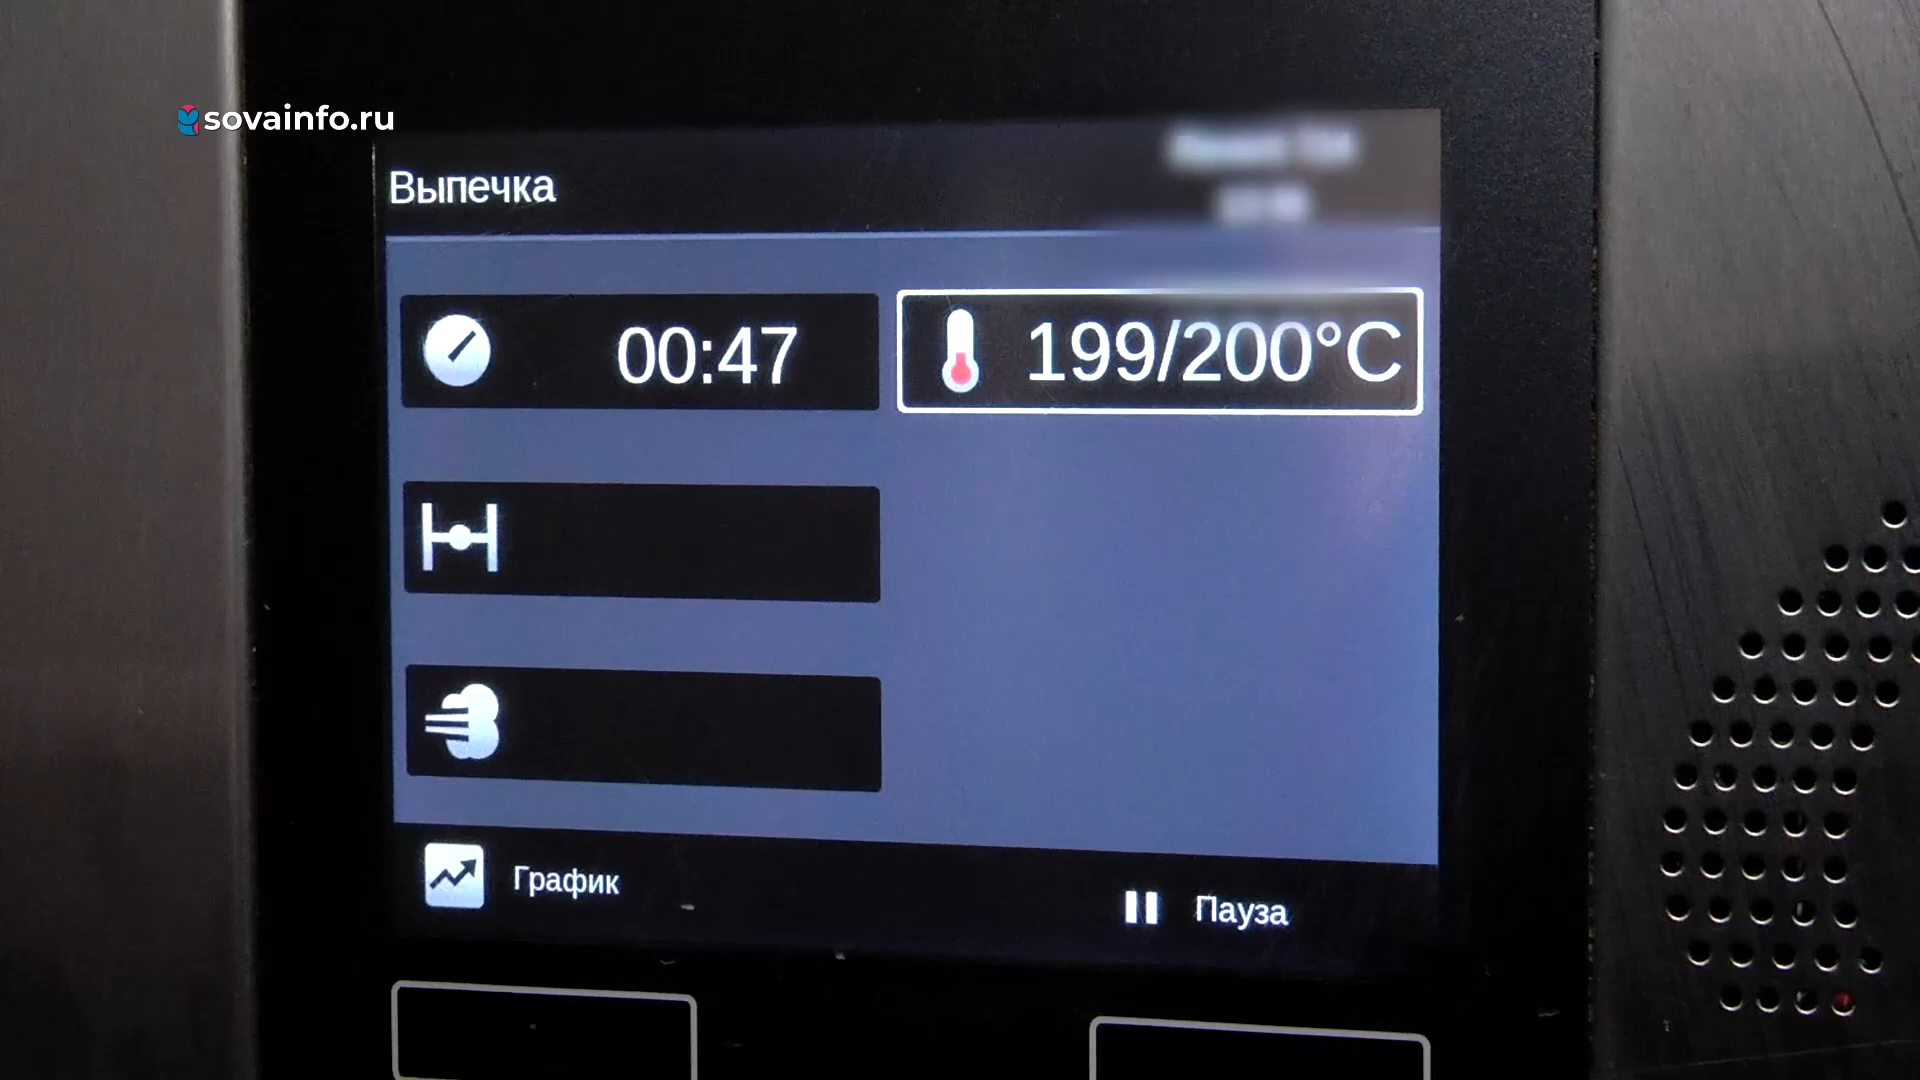 sovainfo.ru
Выпечка
00:47
199/200°C
График
Пауза